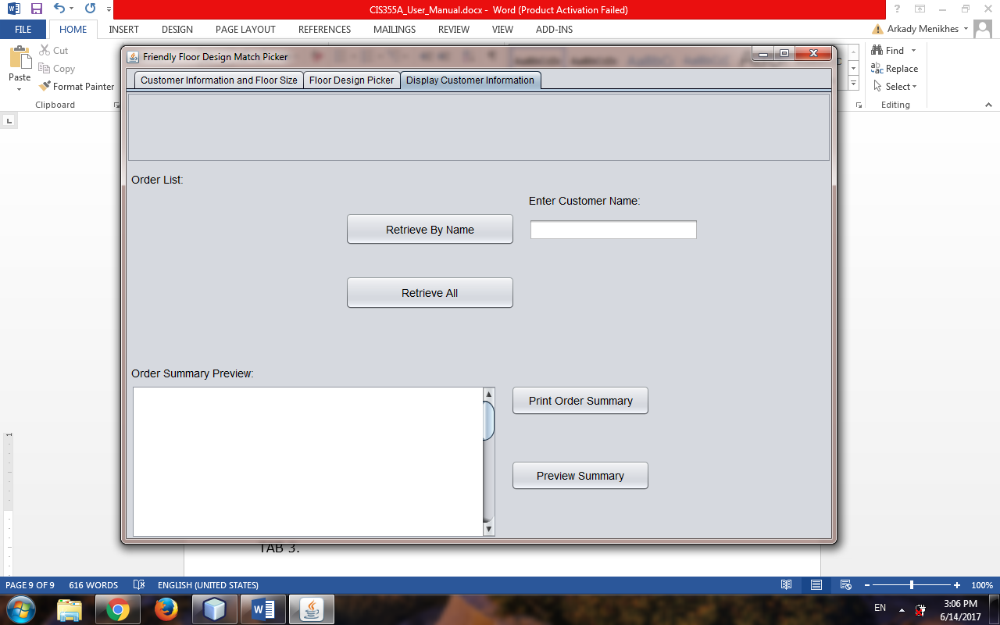 CIS355A_User_Manual.docx - Word (Product Activation Failed)
FILE HOME INSERT DESIGN PAGE LAYOUT REFERENCES MAILINGS REVIEW VIEW ADD-INS Arkady Menikhes
Paste
Cut
Copy
Format Painter
Clipboard
Find
Replace
Select
Editing
Friendly Floor Design Match Picker
Customer Information and Floor Size Floor Design Picker Display Customer Information
Order List:
Enter Customer Name:
Retrieve By Name
Retrieve All
Order Summary Preview:
Print Order Summary
Preview Summary
TAB 3.
PAGE 9 OF 9 616 WORDS ENGLISH (UNITED STATES) 100%
EN 3:06 PM
6/14/2017